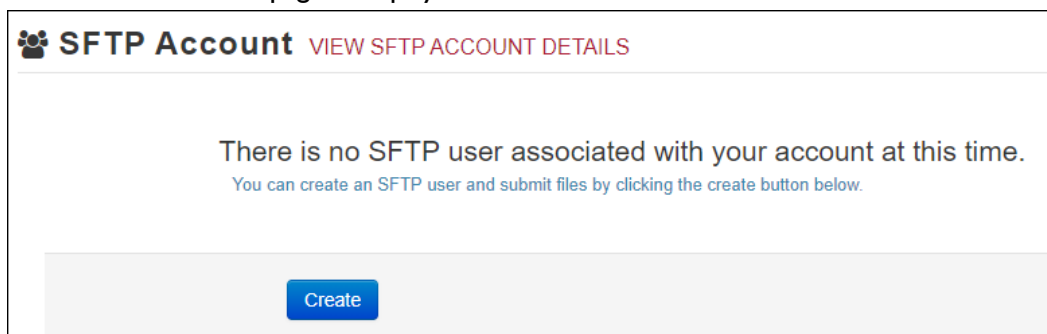 SFTP Account VIEW SFTP ACCOUNT DETAILS
There is no SFTP user associated with your account at this time.
You can create an SFTP user and submit files by clicking the create button below.
Create